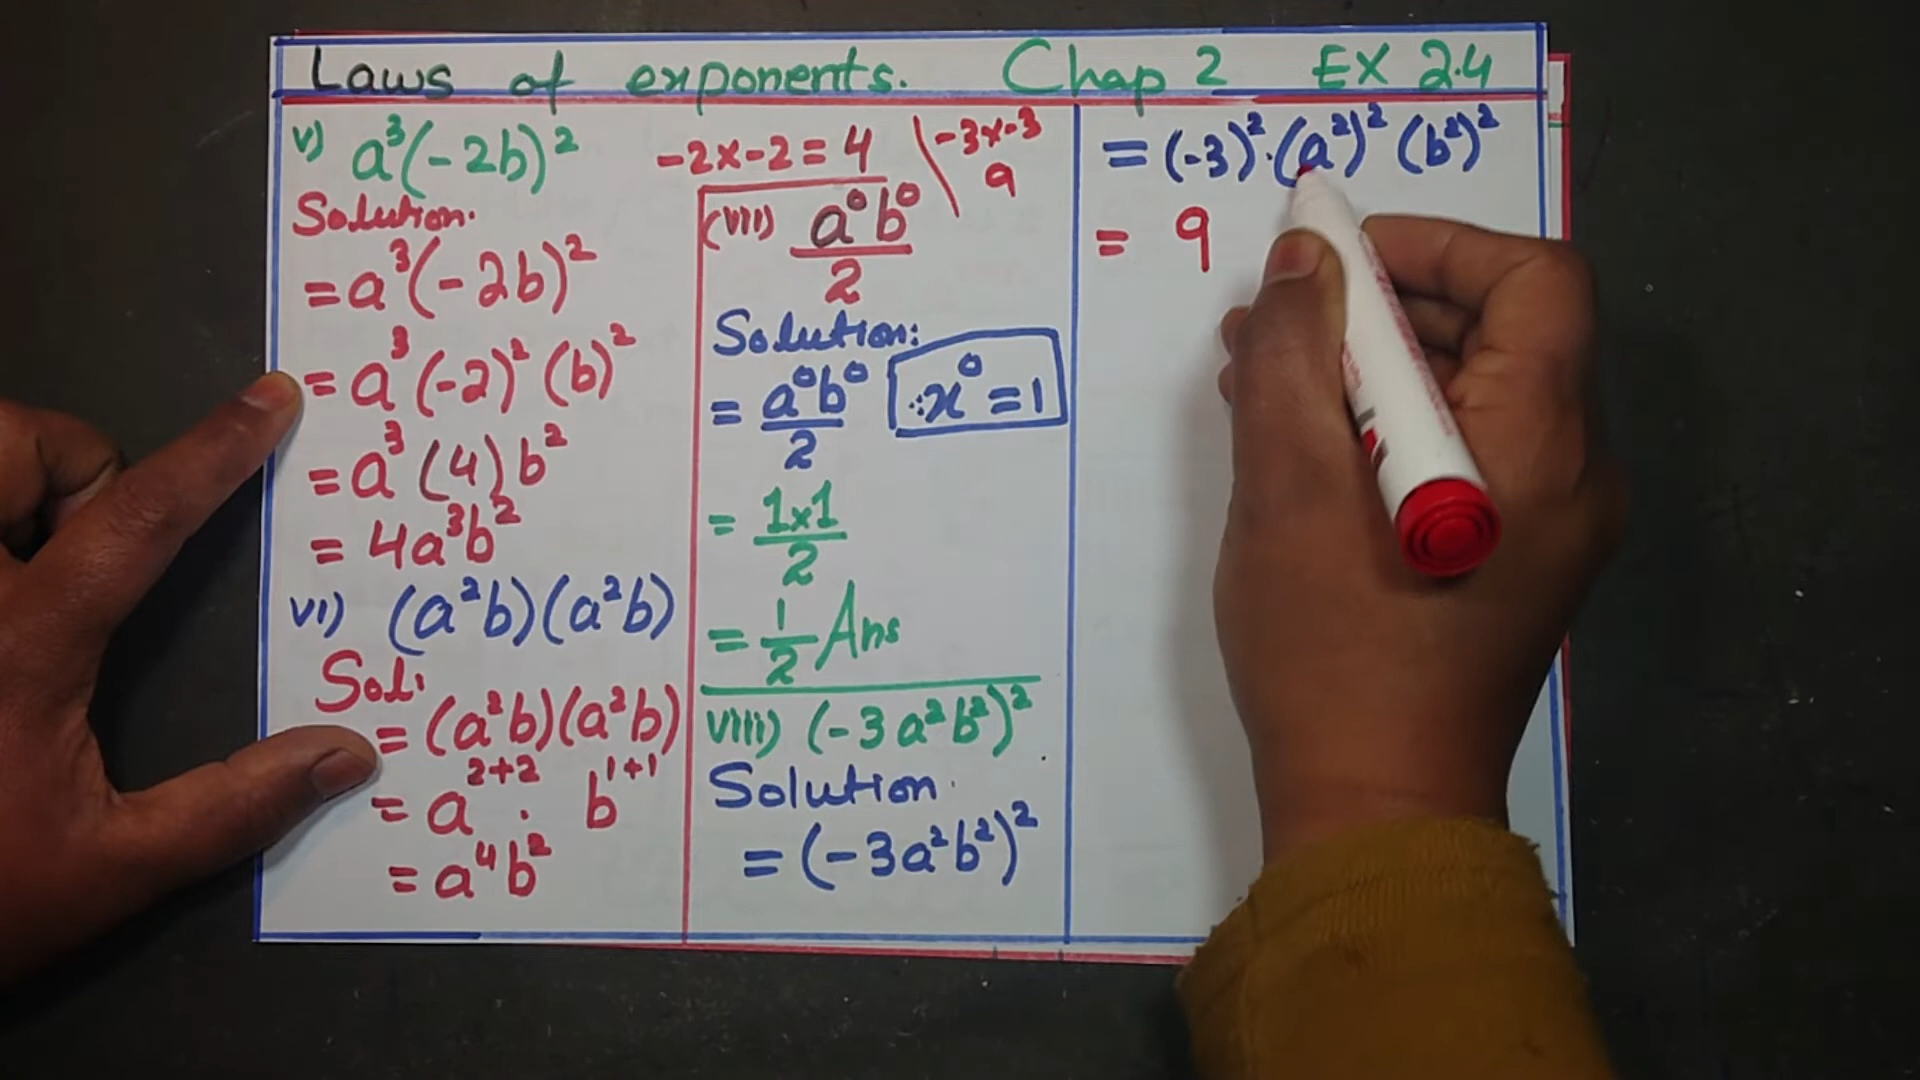 Laws of exponents. Chap 2 EX 2.4
v) a³(-2b)²
Solution.
= a³(-2b)²
= a³ (-2)² (b)²
= a³ (4) b²
= 4a³b²
vi) (a²b)(a²b)
Sol:
= (a²b)(a²b)
= a²⁺² · b¹⁺¹
= a⁴b²
-2×-2 = 4
-3×-3
9
(vii) a⁰b⁰/2
Solution:
= a⁰b⁰/2 ∴ x⁰ = 1
= 1×1/2
= 1/2 Ans
viii) (-3a²b²)²
Solution.
= (-3a²b²)²
= (-3)²·(a²)² (b²)²
= 9